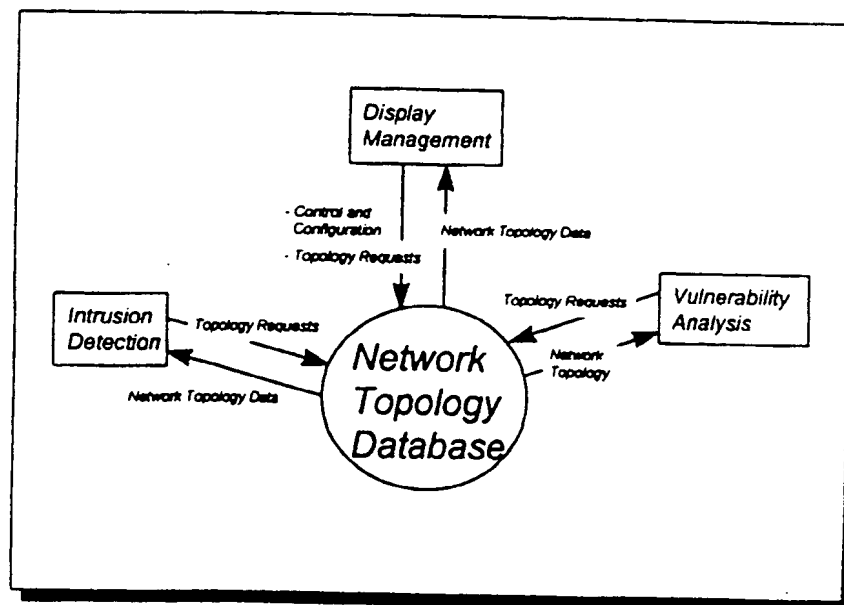 Display
Management
- Control and
Configuration
- Topology Requests
Network Topology Data
Intrusion
Detection
Topology Requests
Network Topology Data
Topology Requests
Network
Topology
Vulnerability
Analysis
Network
Topology
Database